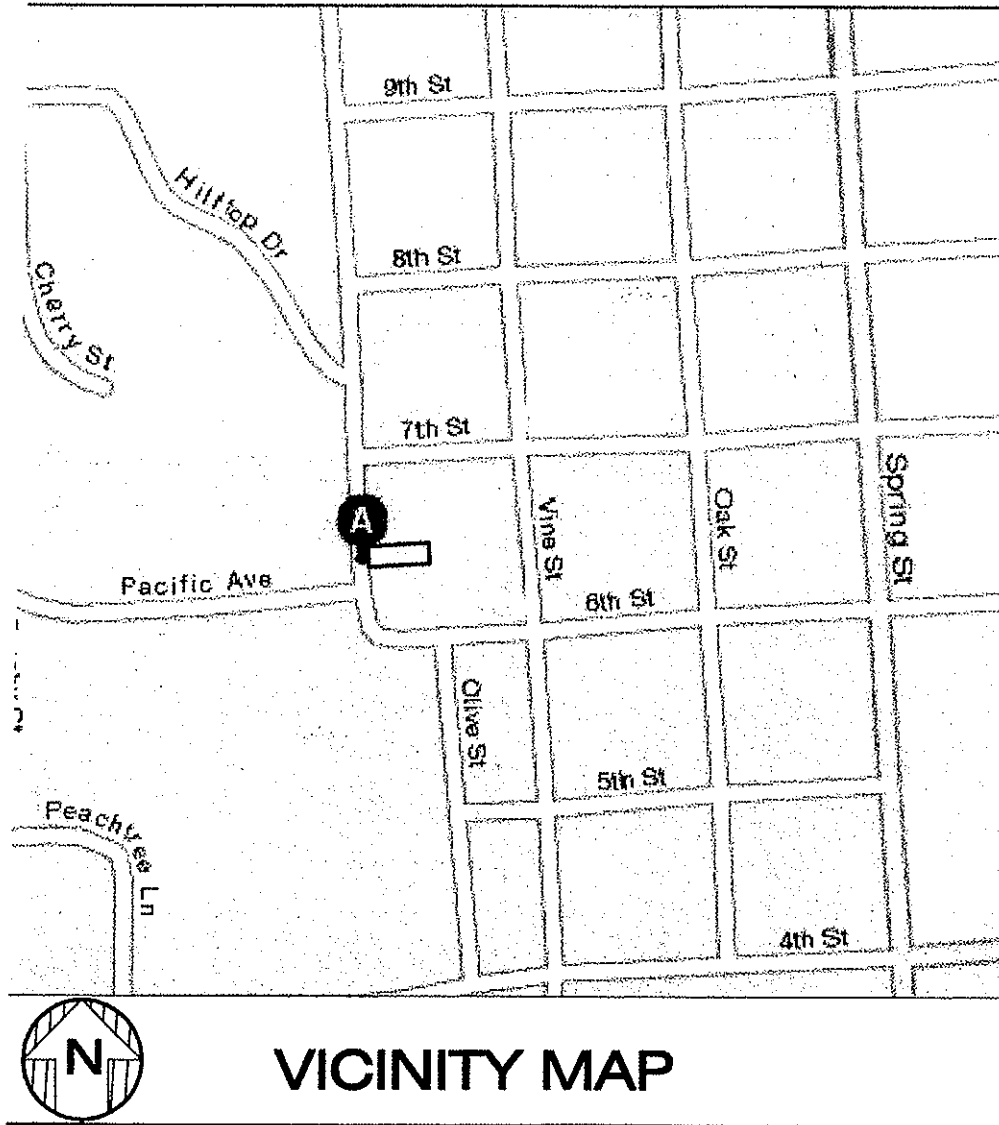 9th St
Hilltop Dr
8th St
Cherry St
7th St
A
Vine St
Oak St
Spring St
Pacific Ave
6th St
Olive St
5th St
Peachtree Ln
4th St
N
VICINITY MAP